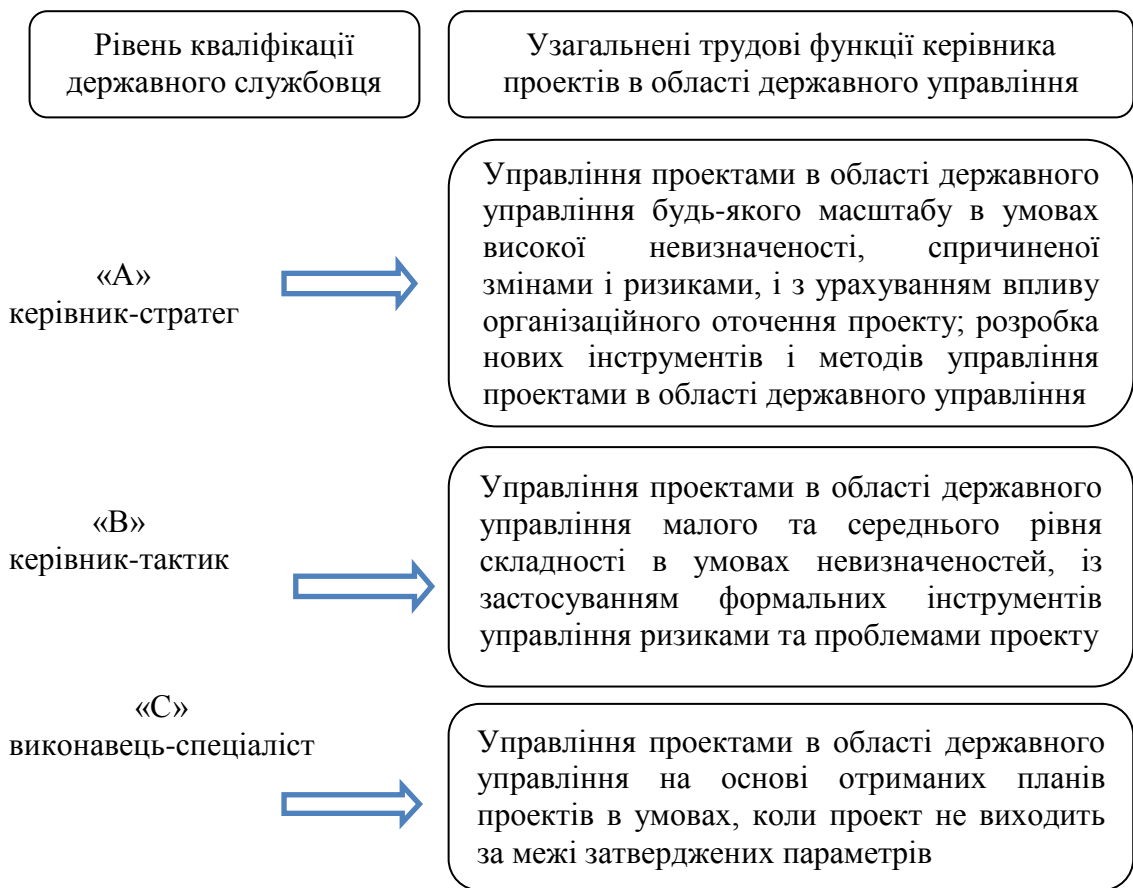 Рівень кваліфікації
державного службовця
Узагальнені трудові функції керівника
проектів в області державного управління
«А»
керівник-стратег
Управління проектами в області державного
управління будь-якого масштабу в умовах
високої невизначеності, спричиненої
змінами і ризиками, і з урахуванням впливу
організаційного оточення проекту; розробка
нових інструментів і методів управління
проектами в області державного управління
«В»
керівник-тактик
Управління проектами в області державного
управління малого та середнього рівня
складності в умовах невизначеностей, із
застосуванням формальних інструментів
управління ризиками та проблемами проекту
«С»
виконавець-спеціаліст
Управління проектами в області державного
управління на основі отриманих планів
проектів в умовах, коли проект не виходить
за межі затверджених параметрів